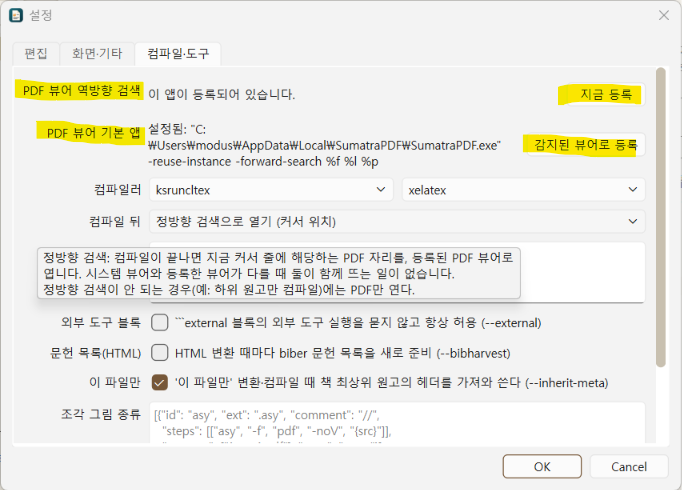 설정
편집
화면·기타
컴파일·도구
PDF 뷰어 역방향 검색
이 앱이 등록되어 있습니다.
지금 등록
PDF 뷰어 기본 앱
설정됨: "C:
₩Users₩modus₩AppData₩Local₩SumatraPDF₩SumatraPDF.exe"
-reuse-instance -forward-search %f %l %p
감지된 뷰어로 등록
컴파일러
ksruncltex
xelatex
컴파일 뒤
정방향 검색으로 열기 (커서 위치)
정방향 검색: 컴파일이 끝나면 지금 커서 줄에 해당하는 PDF 자리를, 등록된 PDF 뷰어로
엽니다. 시스템 뷰어와 등록한 뷰어가 다를 때 둘이 함께 뜨는 일이 없습니다.
정방향 검색이 안 되는 경우(예: 하위 원고만 컴파일)에는 PDF만 연다.
외부 도구 블록
```external 블록의 외부 도구 실행을 묻지 않고 항상 허용 (--external)
문헌 목록(HTML)
HTML 변환 때마다 biber 문헌 목록을 새로 준비 (--bibharvest)
이 파일만
'이 파일만' 변환·컴파일 때 책 최상위 원고의 헤더를 가져와 쓴다 (--inherit-meta)
조각 그림 종류
[{"id": "asy", "ext": ".asy", "comment": "//",
"steps": [["asy", "-f", "pdf", "-noV", "{src}"]],
OK
Cancel